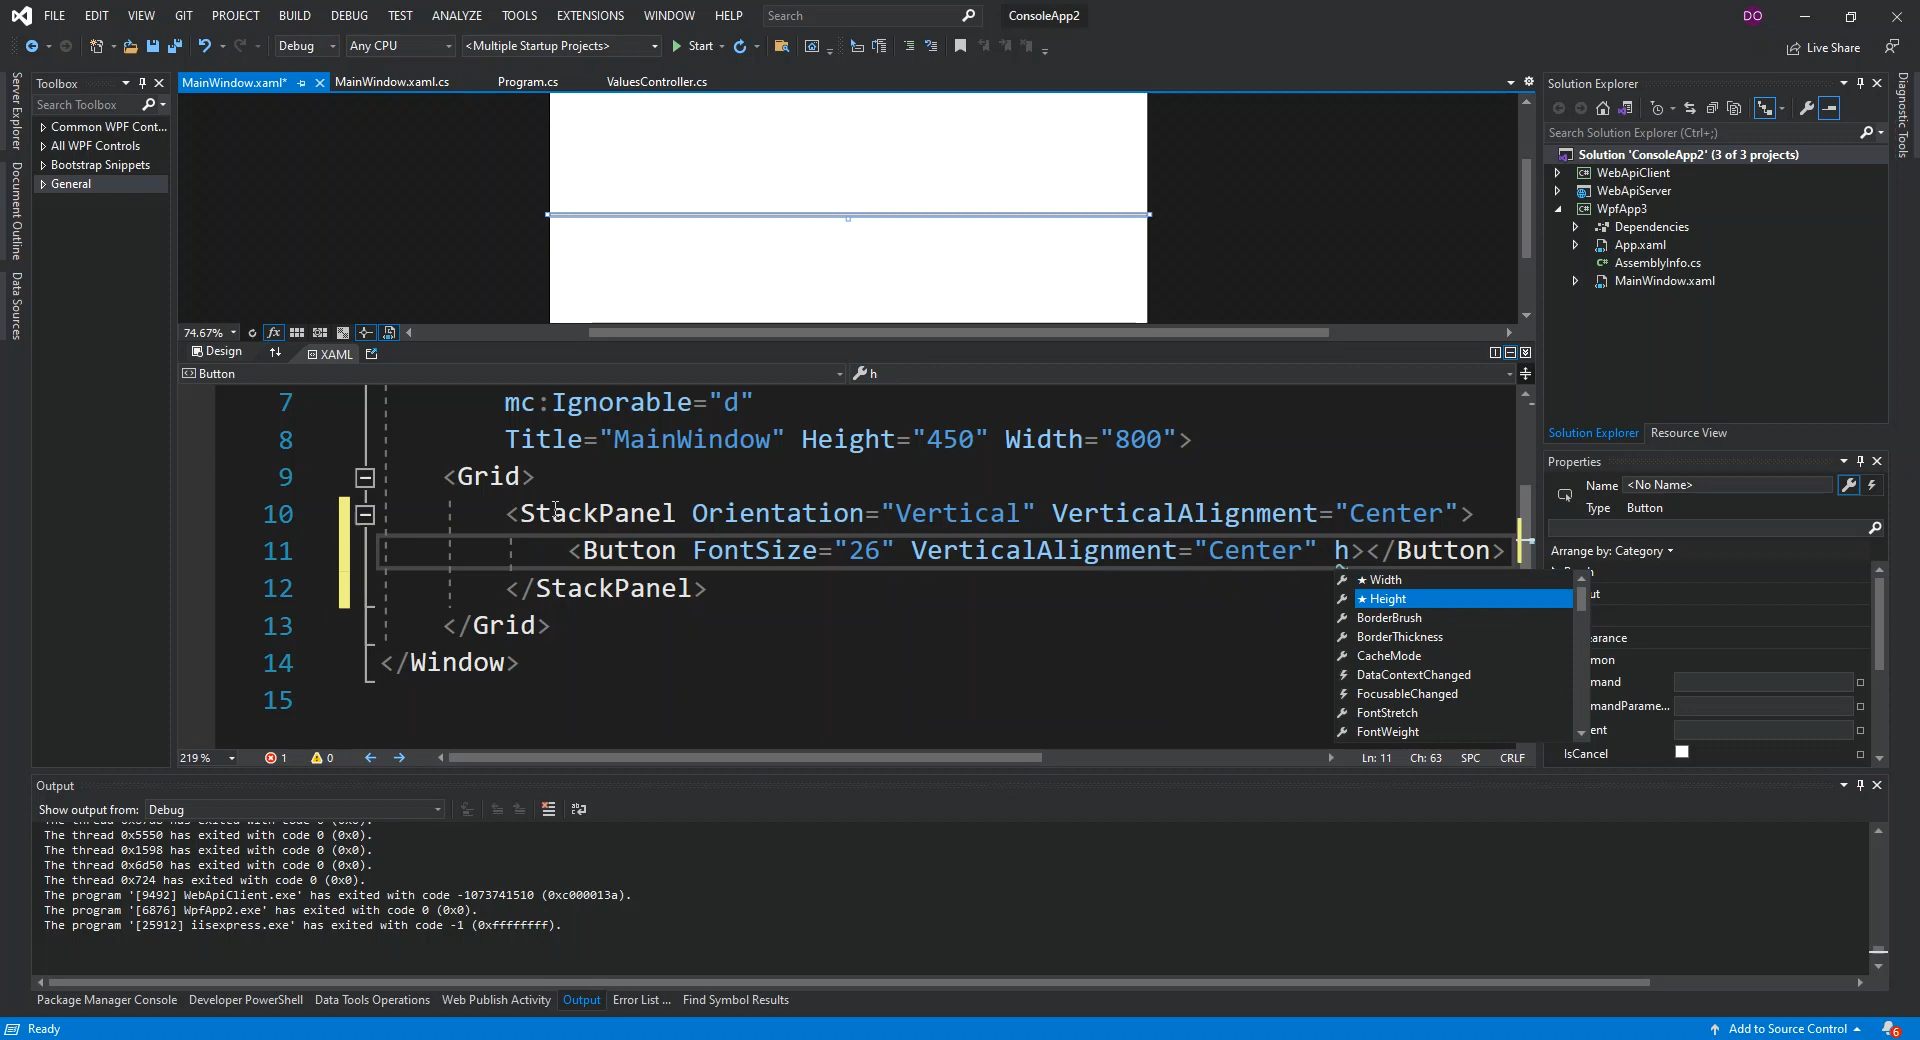 FILE EDIT VIEW GIT PROJECT BUILD DEBUG TEST ANALYZE TOOLS EXTENSIONS WINDOW HELP Search ConsoleApp2 DO
Debug Any CPU <Multiple Startup Projects> Start Live Share
Toolbox
Search Toolbox
Common WPF Cont...
All WPF Controls
Bootstrap Snippets
General
Server Explorer
Document Outline
Data Sources
MainWindow.xaml* MainWindow.xaml.cs Program.cs ValuesController.cs
74.67% fx
Design XAML
Button h
7 mc:Ignorable="d"
8 Title="MainWindow" Height="450" Width="800">
9 <Grid>
10 <StackPanel Orientation="Vertical" VerticalAlignment="Center">
11 <Button FontSize="26" VerticalAlignment="Center" h></Button>
12 </StackPanel>
13 </Grid>
14 </Window>
15
★ Width
★ Height
BorderBrush
BorderThickness
CacheMode
DataContextChanged
FocusableChanged
FontStretch
FontWeight
219 % 1 0 Ln: 11 Ch: 63 SPC CRLF
Solution Explorer
Search Solution Explorer (Ctrl+;)
Solution 'ConsoleApp2' (3 of 3 projects)
WebApiClient
WebApiServer
WpfApp3
Dependencies
App.xaml
AssemblyInfo.cs
MainWindow.xaml
Solution Explorer Resource View
Diagnostic Tools
Properties
Name <No Name>
Type Button
Arrange by: Category
ut
earance
mon
mand
mandParame...
ent
IsCancel
Output
Show output from: Debug
The thread 0x5550 has exited with code 0 (0x0).
The thread 0x1598 has exited with code 0 (0x0).
The thread 0x6d50 has exited with code 0 (0x0).
The thread 0x724 has exited with code 0 (0x0).
The program '[9492] WebApiClient.exe' has exited with code -1073741510 (0xc000013a).
The program '[6876] WpfApp2.exe' has exited with code 0 (0x0).
The program '[25912] iisexpress.exe' has exited with code -1 (0xffffffff).
Package Manager Console Developer PowerShell Data Tools Operations Web Publish Activity Output Error List ... Find Symbol Results
Ready Add to Source Control 6